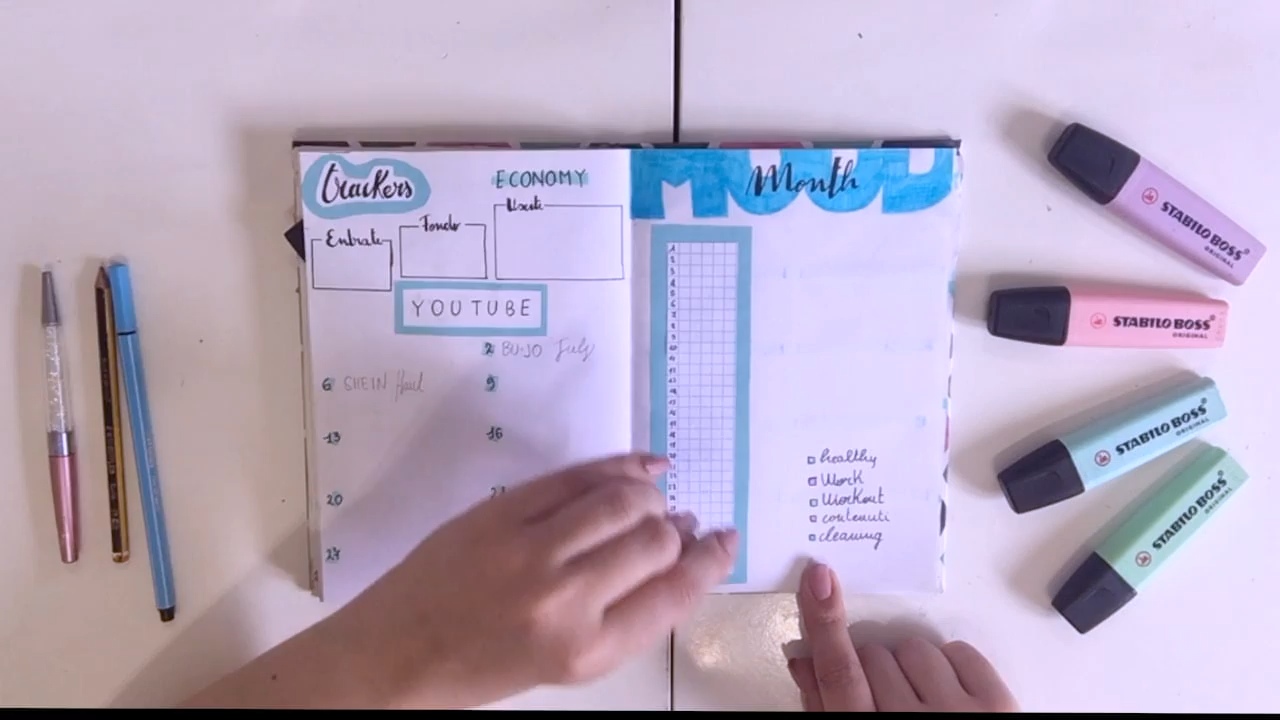 Trackers
ECONOMY
Entrate
Fondo
Uscite
YOUTUBE
2 BUJO July
6 SHEIN Haul
9
13
16
20
27
MOOD
Month
healthy
Work
Workout
contenuti
cleaning
STABILO BOSS®
ORIGINAL
STABILO BOSS®
ORIGINAL
STABILO BOSS®
ORIGINAL
STABILO BOSS®
ORIGINAL